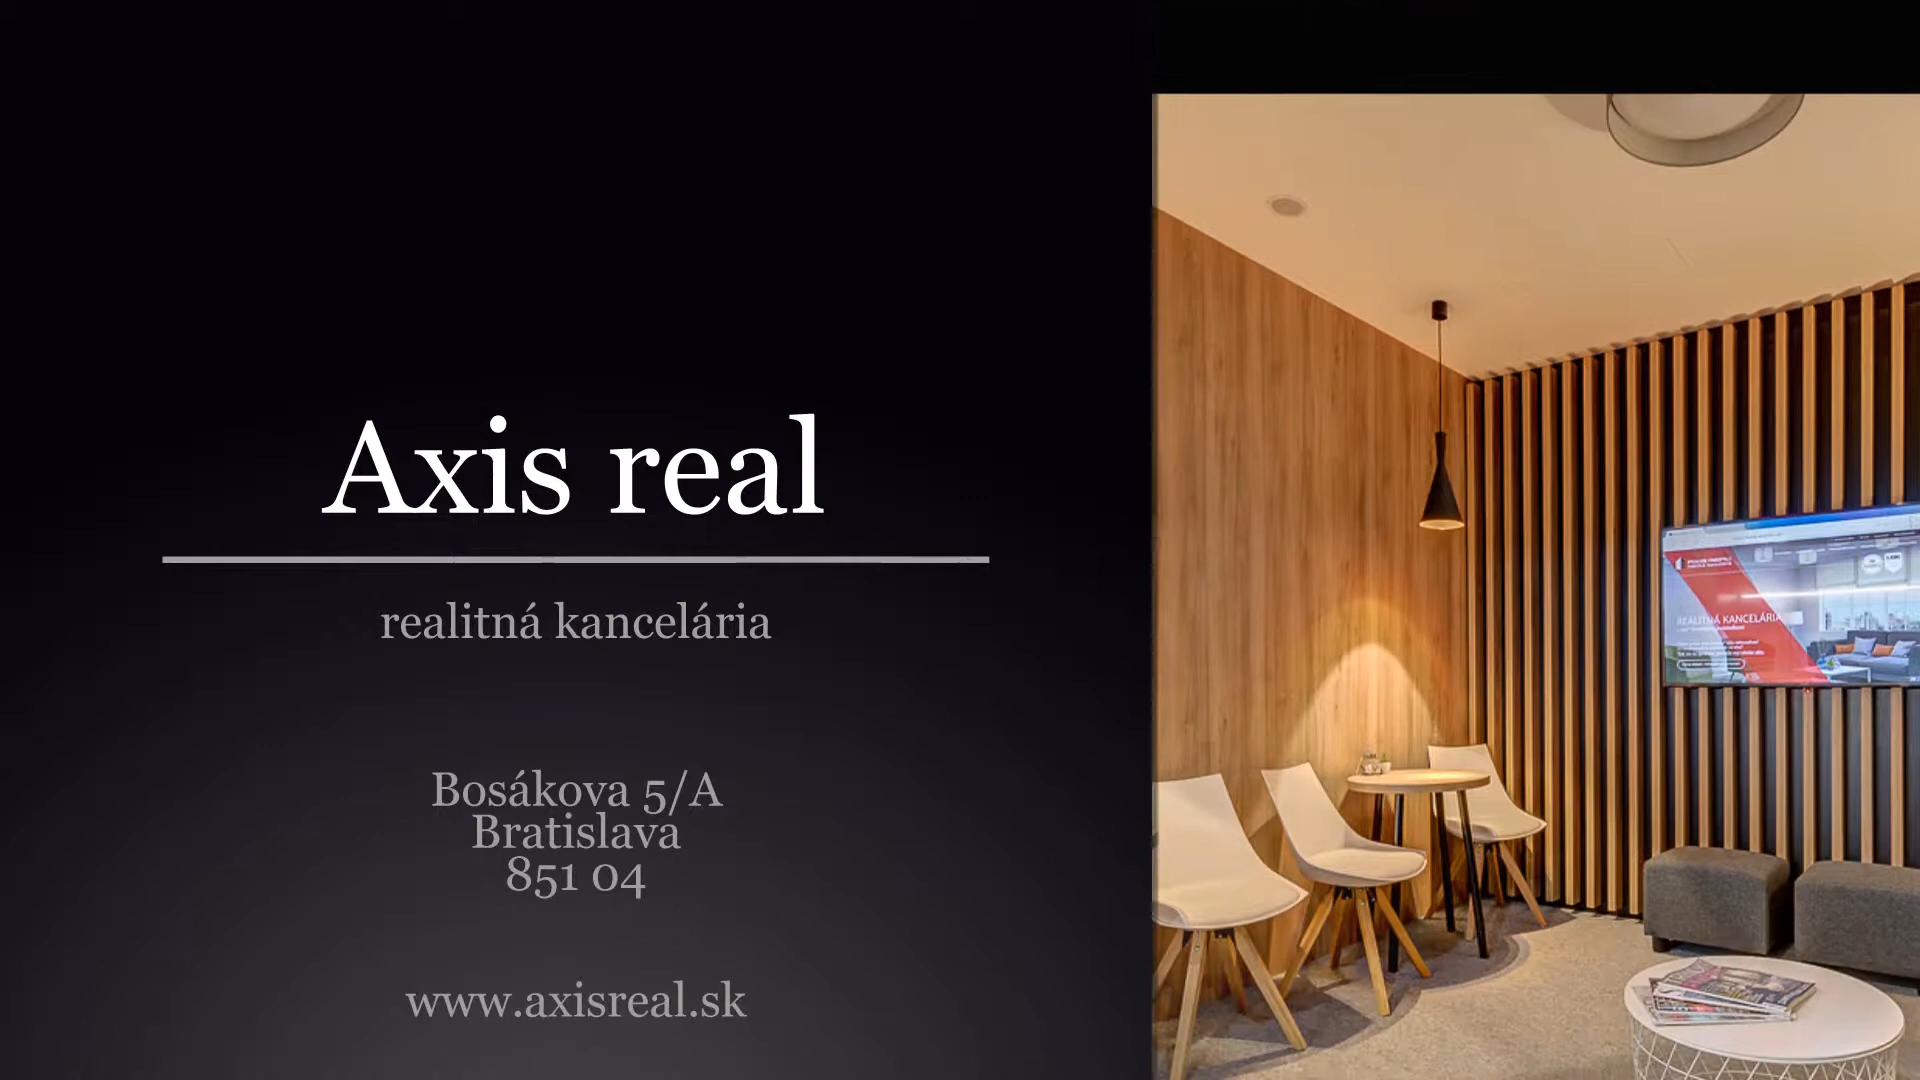 Axis real
realitná kancelária
Bosákova 5/A
Bratislava
851 04
www.axisreal.sk
REALITNÁ KANCELÁRIA